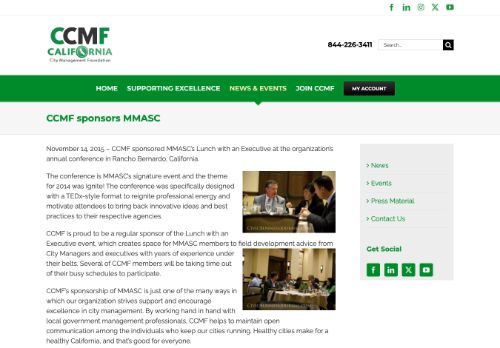 CCMF
CALIFORNIA
City Management Foundation
844-226-3411
Search...
HOME
SUPPORTING EXCELLENCE
NEWS & EVENTS
JOIN CCMF
MY ACCOUNT
CCMF sponsors MMASC
November 14, 2015 – CCMF sponsored MMASC's Lunch with an Executive at the organization's
annual conference in Rancho Bernardo, California.
The conference is MMASC's signature event and the theme
for 2014 was ignite! The conference was specifically designed
with a TEDx-style format to reignite professional energy and
motivate attendees to bring back innovative ideas and best
practices to their respective agencies.
CCMF is proud to be a regular sponsor of the Lunch with an
Executive event, which creates space for MMASC members to field development advice from
City Managers and executives with years of experience under
their belts. Several of CCMF members will be taking time out
of their busy schedules to participate.
CCMF's sponsorship of MMASC is just one of the many ways in
which our organization strives support and encourage
excellence in city management. By working hand in hand with
local government management professionals, CCMF helps to maintain open
communication among the individuals who keep our cities running. Healthy cities make for a
healthy California, and that's good for everyone.
> News
> Events
> Press Material
> Contact Us
Get Social